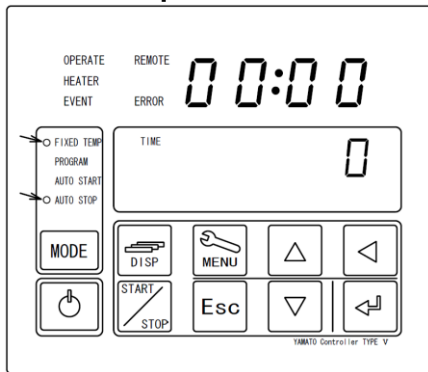 OPERATE REMOTE
HEATER
EVENT ERROR
00:00
FIXED TEMP
PROGRAM
AUTO START
AUTO STOP
TIME
0
MODE
DISP
MENU
START/STOP
Esc
YAMATO Controller TYPE V